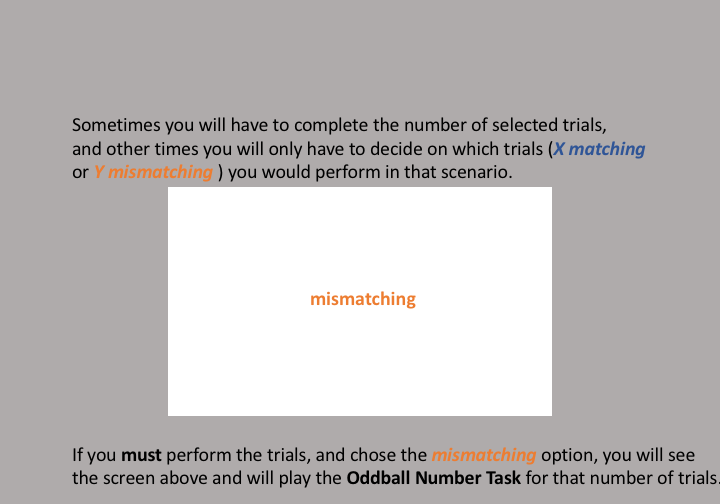 Sometimes you will have to complete the number of selected trials,
and other times you will only have to decide on which trials (X matching
or Y mismatching ) you would perform in that scenario.
mismatching
If you must perform the trials, and chose the mismatching option, you will see
the screen above and will play the Oddball Number Task for that number of trials.